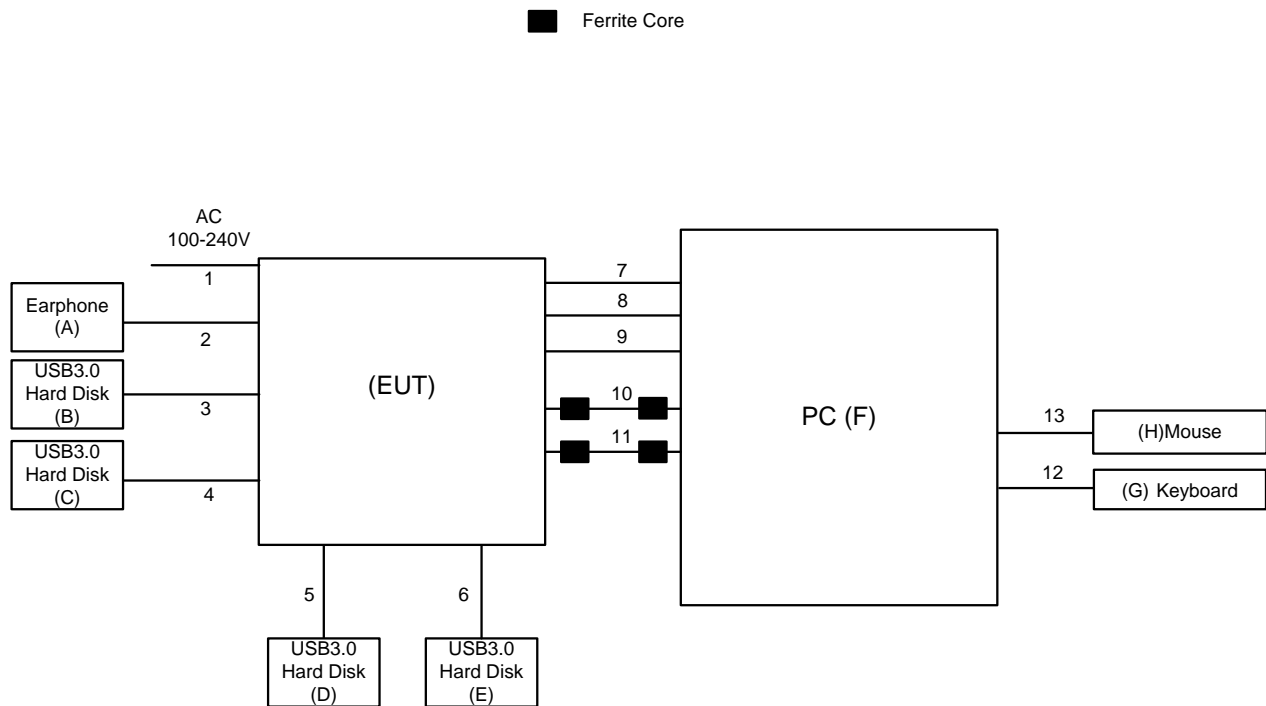 Ferrite Core
AC
100-240V
1
Earphone
(A)
2
USB3.0
Hard Disk
(B)
3
USB3.0
Hard Disk
(C)
4
(EUT)
5
USB3.0
Hard Disk
(D)
6
USB3.0
Hard Disk
(E)
7
8
9
10
11
PC (F)
13
(H)Mouse
12
(G) Keyboard